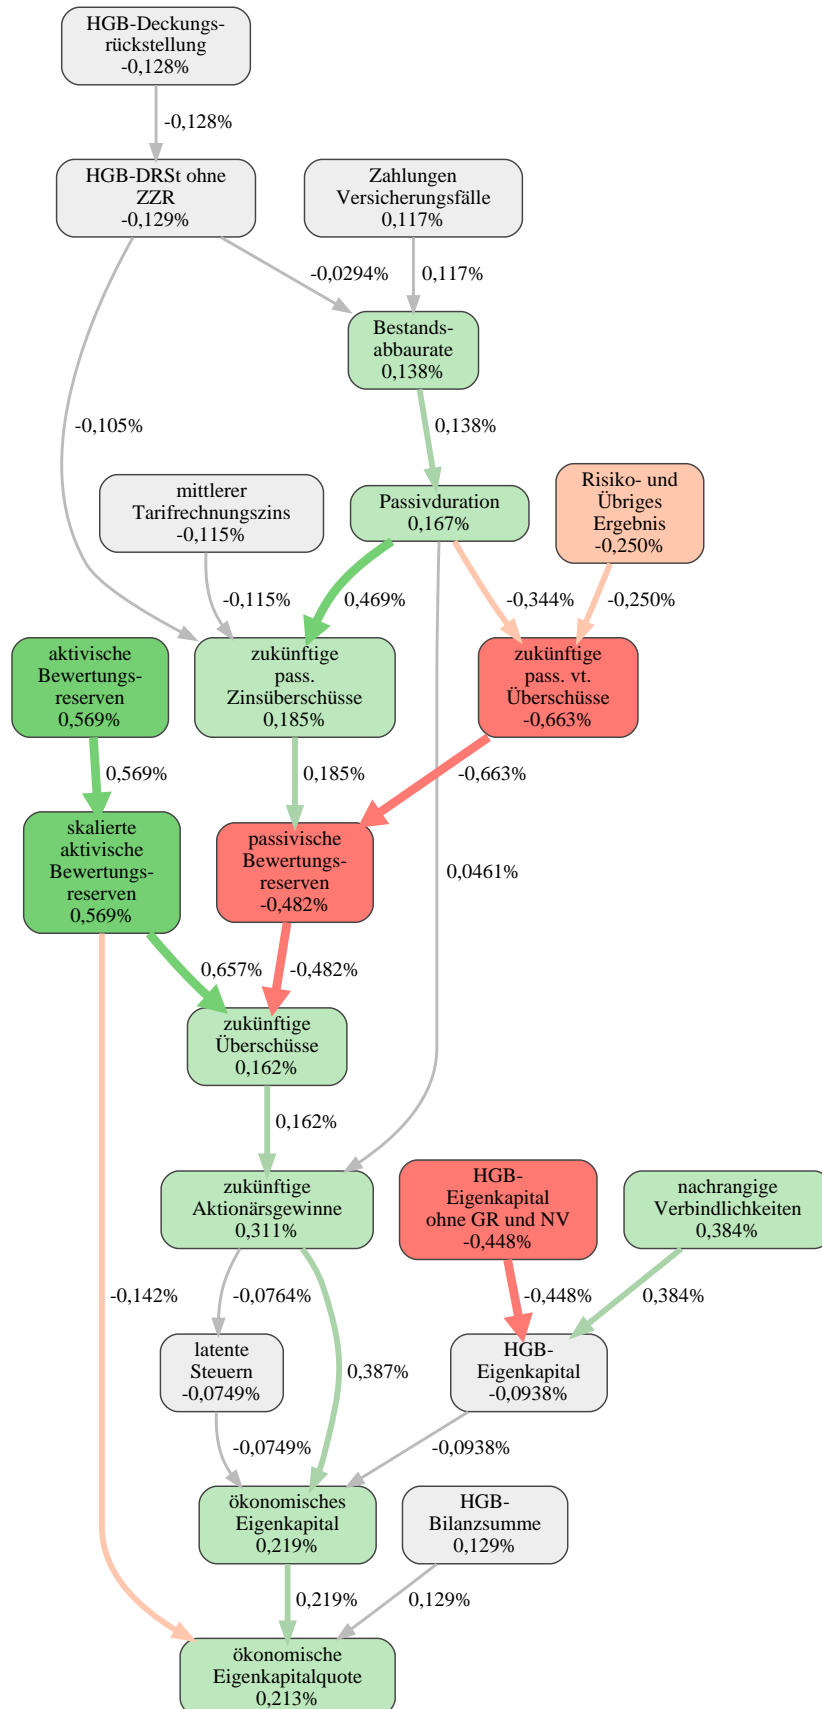 HGB-Deckungs-
rückstellung
-0,128%
-0,128%
HGB-DRSt ohne
ZZR
-0,129%
Zahlungen
Versicherungsfälle
0,117%
-0,0294%
0,117%
Bestands-
abbaurate
0,138%
-0,105%
0,138%
mittlerer
Tarifrechnungszins
-0,115%
Passivduration
0,167%
Risiko- und
Übriges
Ergebnis
-0,250%
-0,115%
0,469%
-0,344%
-0,250%
aktivische
Bewertungs-
reserven
0,569%
zukünftige
pass.
Zinsüberschüsse
0,185%
zukünftige
pass. vt.
Überschüsse
-0,663%
0,569%
0,185%
-0,663%
skalierte
aktivische
Bewertungs-
reserven
0,569%
passivische
Bewertungs-
reserven
-0,482%
0,0461%
0,657%
-0,482%
zukünftige
Überschüsse
0,162%
0,162%
zukünftige
Aktionärsgewinne
0,311%
HGB-
Eigenkapital
ohne GR und NV
-0,448%
nachrangige
Verbindlichkeiten
0,384%
-0,142%
-0,0764%
-0,448%
0,384%
latente
Steuern
-0,0749%
0,387%
HGB-
Eigenkapital
-0,0938%
-0,0749%
-0,0938%
ökonomisches
Eigenkapital
0,219%
HGB-
Bilanzsumme
0,129%
0,219%
0,129%
ökonomische
Eigenkapitalquote
0,213%